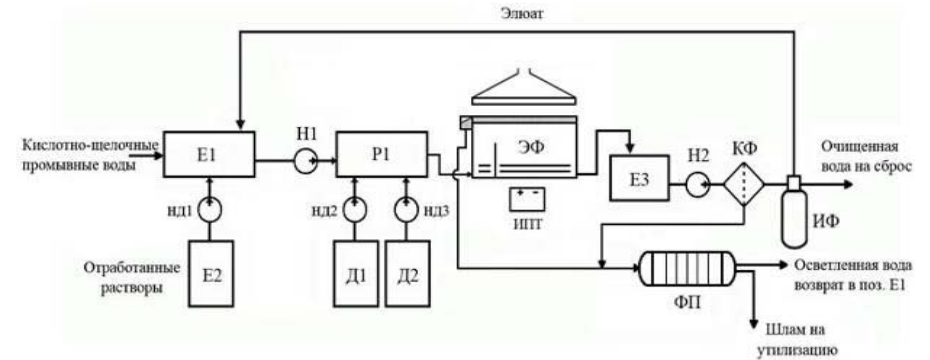 Элюат
Кислотно-щелочные
промывные воды
Е1
Н1
Р1
ЭФ
Е3
Н2
КФ
Очищенная
вода на сброс
ИФ
нд1
нд2
нд3
+ -
ИПТ
Отработанные
растворы
Е2
Д1
Д2
ФП
Осветленная вода
возврат в поз. Е1
Шлам на
утилизацию